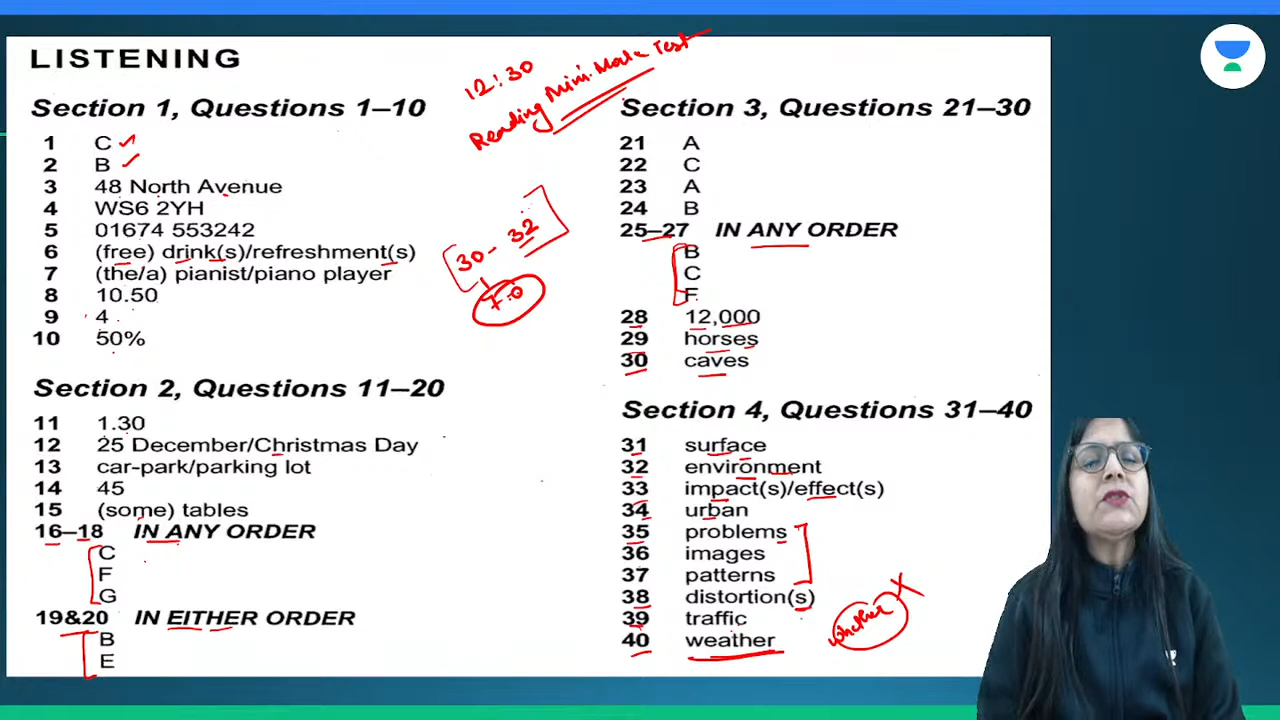 LISTENING
12:30
Reading Mini Mock Test
Section 1, Questions 1–10
1 C
2 B
3 48 North Avenue
4 WS6 2YH
5 01674 553242
6 (free) drink(s)/refreshment(s)
7 (the/a) pianist/piano player
8 10.50
9 4
10 50%
30- 32
7.0
Section 2, Questions 11–20
11 1.30
12 25 December/Christmas Day
13 car-park/parking lot
14 45
15 (some) tables
16–18 IN ANY ORDER
C
F
G
19&20 IN EITHER ORDER
B
E
Section 3, Questions 21–30
21 A
22 C
23 A
24 B
25–27 IN ANY ORDER
B
C
F
28 12,000
29 horses
30 caves
Section 4, Questions 31–40
31 surface
32 environment
33 impact(s)/effect(s)
34 urban
35 problems
36 images
37 patterns
38 distortion(s)
39 traffic
40 weather
whether